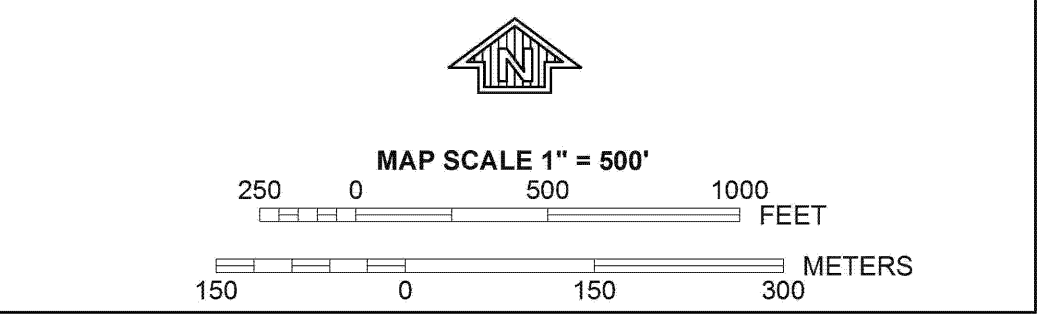 N
MAP SCALE 1" = 500'
250 0 500 1000
FEET
METERS
150 0 150 300